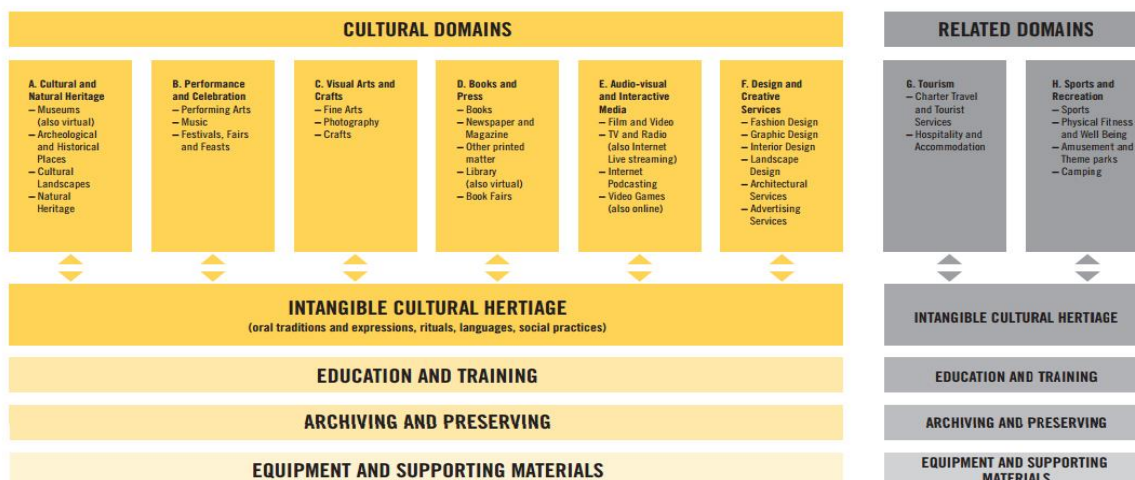 CULTURAL DOMAINS
A. Cultural and
Natural Heritage
– Museums
(also virtual)
– Archeological
and Historical
Places
– Cultural
Landscapes
– Natural
Heritage
B. Performance
and Celebration
– Performing Arts
– Music
– Festivals, Fairs
and Feasts
C. Visual Arts and
Crafts
– Fine Arts
– Photography
– Crafts
D. Books and
Press
– Books
– Newspaper and
Magazine
– Other printed
matter
– Library
(also virtual)
– Book Fairs
E. Audio-visual
and Interactive
Media
– Film and Video
– TV and Radio
(also Internet
Live streaming)
– Internet
Podcasting
– Video Games
(also online)
F. Design and
Creative
Services
– Fashion Design
– Graphic Design
– Interior Design
– Landscape
Design
– Architectural
Services
– Advertising
Services
INTANGIBLE CULTURAL HERTIAGE
(oral traditions and expressions, rituals, languages, social practices)
EDUCATION AND TRAINING
ARCHIVING AND PRESERVING
EQUIPMENT AND SUPPORTING MATERIALS
RELATED DOMAINS
G. Tourism
– Charter Travel
and Tourist
Services
– Hospitality and
Accommodation
H. Sports and
Recreation
– Sports
– Physical Fitness
and Well Being
– Amusement and
Theme parks
– Camping
INTANGIBLE CULTURAL HERTIAGE
EDUCATION AND TRAINING
ARCHIVING AND PRESERVING
EQUIPMENT AND SUPPORTING
MATERIALS